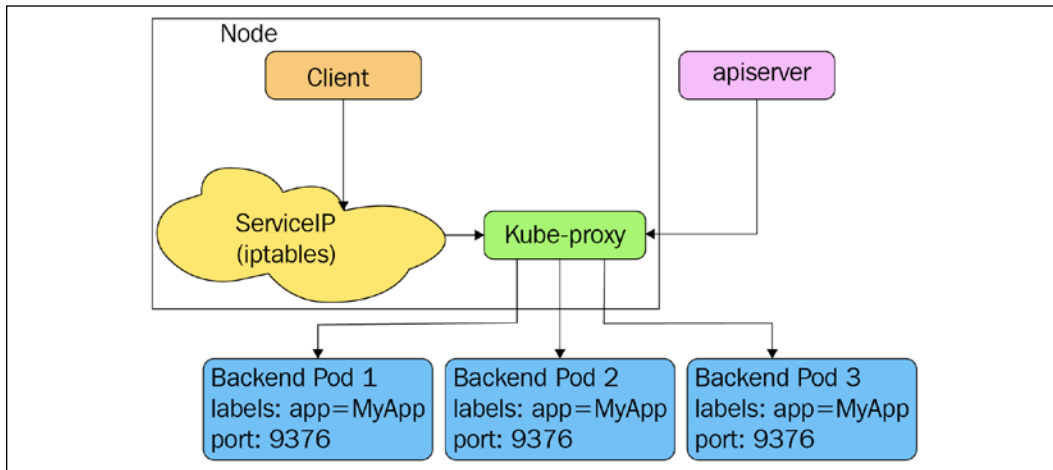 Node
Client
apiserver
ServiceIP
(iptables)
Kube-proxy
Backend Pod 1
labels: app=MyApp
port: 9376
Backend Pod 2
labels: app=MyApp
port: 9376
Backend Pod 3
labels: app=MyApp
port: 9376